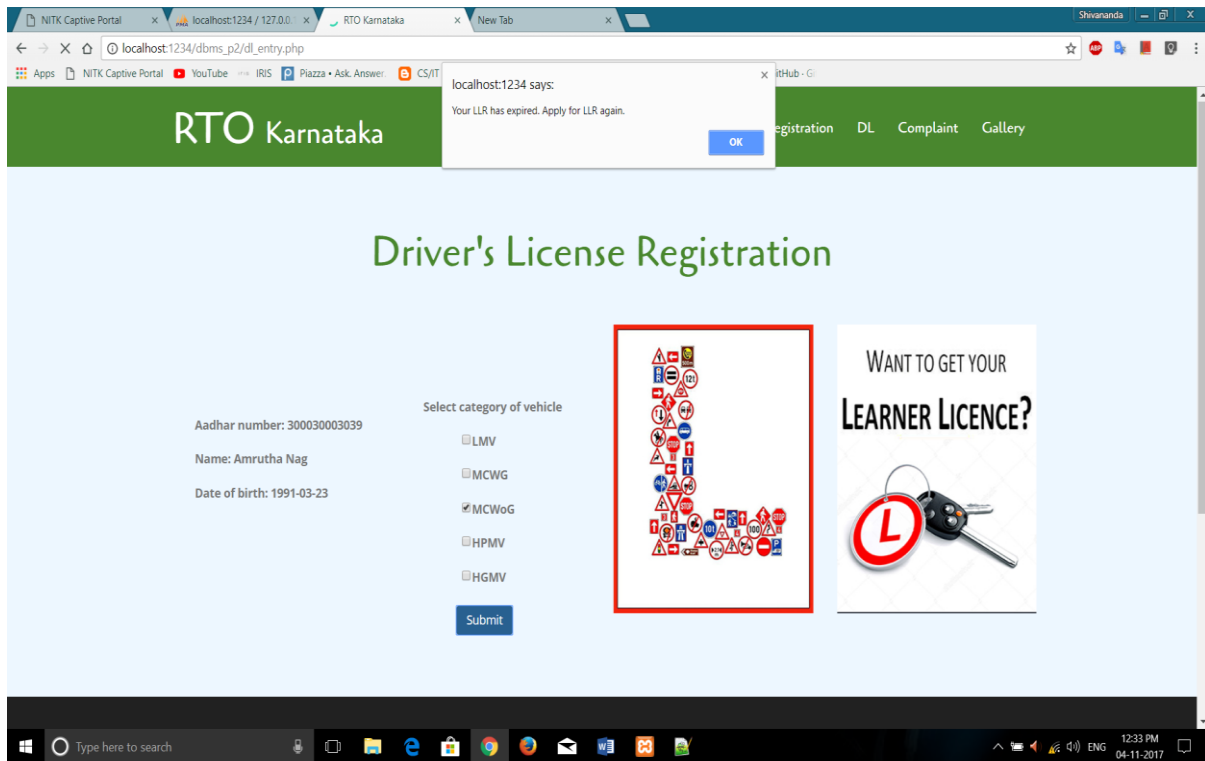 NITK Captive Portal
localhost:1234 / 127.0.0.1
RTO Karnataka
New Tab
Shivananda
localhost:1234/dbms_p2/dl_entry.php
Apps
NITK Captive Portal
YouTube
IRIS
Piazza • Ask. Answer.
CS/IT
itHub - Gi
localhost:1234 says:
Your LLR has expired. Apply for LLR again.
OK
RTO Karnataka
egistration
DL
Complaint
Gallery
Driver's License Registration
Aadhar number: 300030003039
Name: Amrutha Nag
Date of birth: 1991-03-23
Select category of vehicle
LMV
MCWG
MCWoG
HPMV
HGMV
Submit
WANT TO GET YOUR
LEARNER LICENCE?
L
Type here to search
ENG
12:33 PM
04-11-2017